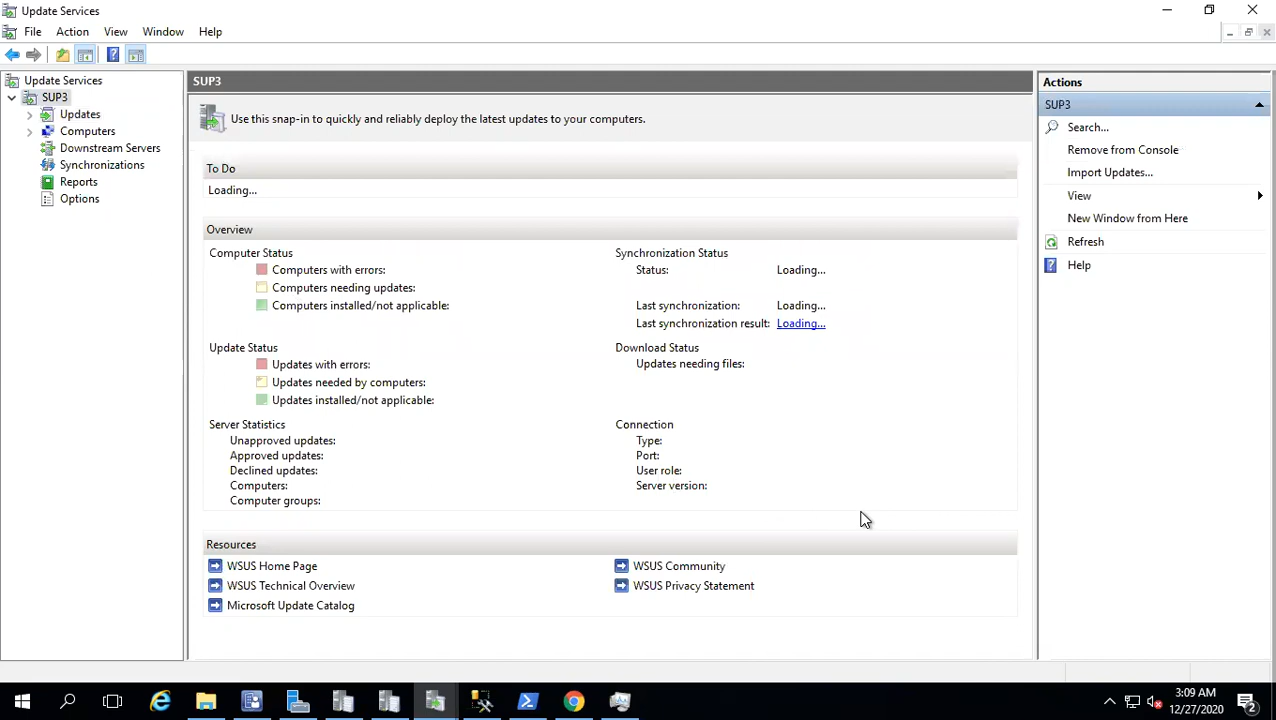 Update Services
File Action View Window Help
Update Services
SUP3
Updates
Computers
Downstream Servers
Synchronizations
Reports
Options
SUP3
Use this snap-in to quickly and reliably deploy the latest updates to your computers.
To Do
Loading...
Overview
Computer Status
Computers with errors:
Computers needing updates:
Computers installed/not applicable:
Synchronization Status
Status: Loading...
Last synchronization: Loading...
Last synchronization result: Loading...
Update Status
Updates with errors:
Updates needed by computers:
Updates installed/not applicable:
Download Status
Updates needing files:
Server Statistics
Unapproved updates:
Approved updates:
Declined updates:
Computers:
Computer groups:
Connection
Type:
Port:
User role:
Server version:
Resources
WSUS Home Page
WSUS Technical Overview
Microsoft Update Catalog
WSUS Community
WSUS Privacy Statement
Actions
SUP3
Search...
Remove from Console
Import Updates...
View
New Window from Here
Refresh
Help
3:09 AM
12/27/2020
2